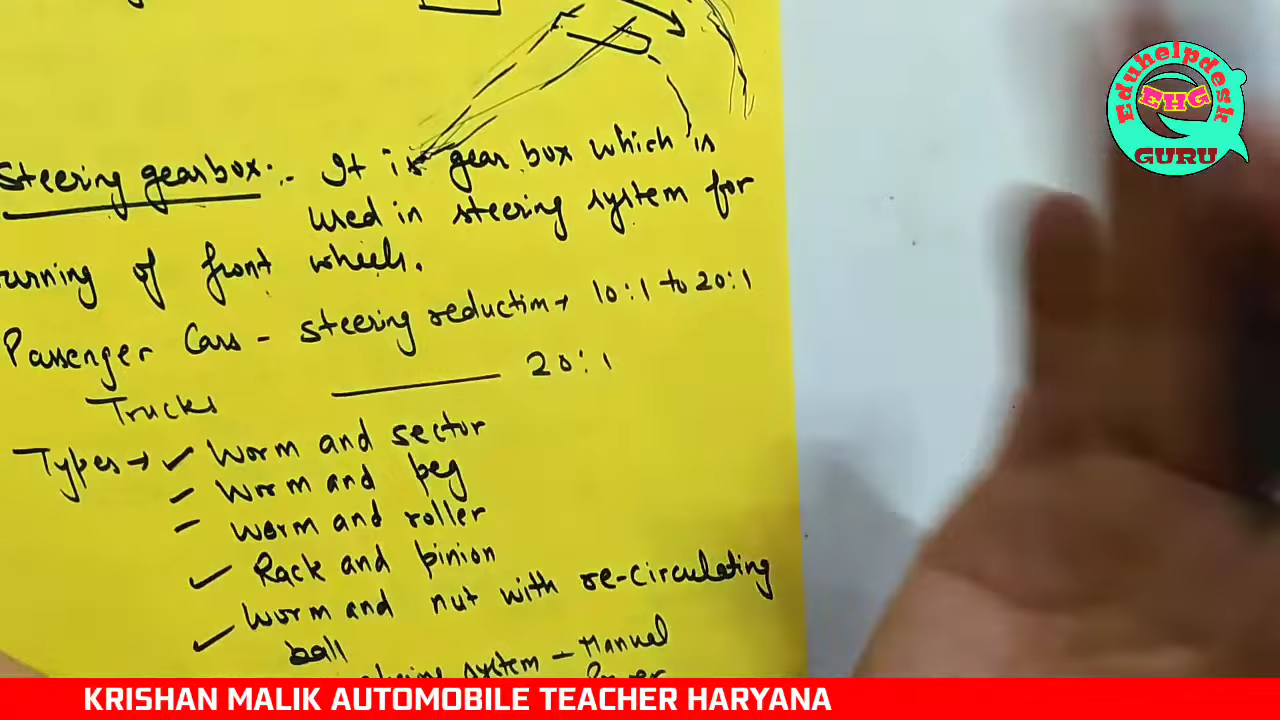 Steering gearbox:- It is gear box which is
used in steering system for
turning of front wheels.
Passenger Cars - steering reduction → 10:1 to 20:1
Trucks ——— 20:1
Types → ✓ Worm and sector
- Worm and peg
- Worm and roller
✓ Rack and pinion
✓ Worm and nut with re-circulating
ball
system - Manual
Power
Eduhelpdesk
EHG
GURU
KRISHAN MALIK AUTOMOBILE TEACHER HARYANA